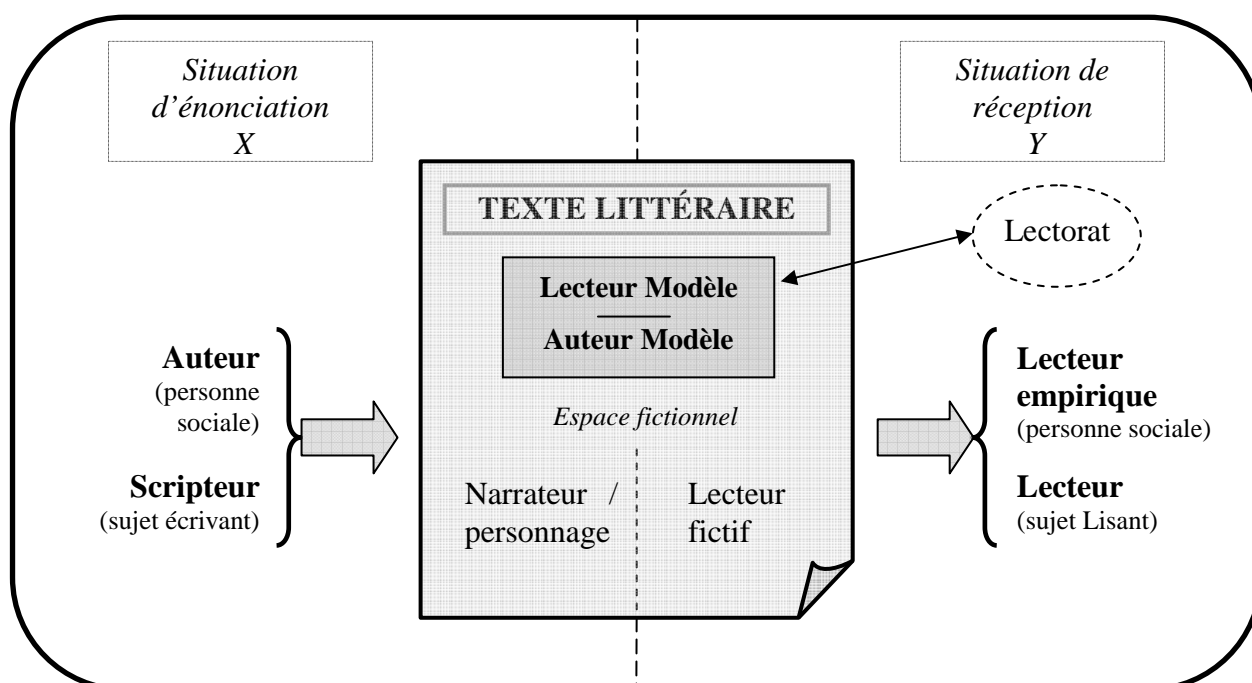 Situation
d’énonciation
X
Situation de
réception
Y
TEXTE LITTÉRAIRE
Lectorat
Lecteur Modèle
Auteur Modèle
Auteur
(personne
sociale)
Scripteur
(sujet écrivant)
Espace fictionnel
Narrateur /
personnage
Lecteur
fictif
Lecteur
empirique
(personne sociale)
Lecteur
(sujet Lisant)